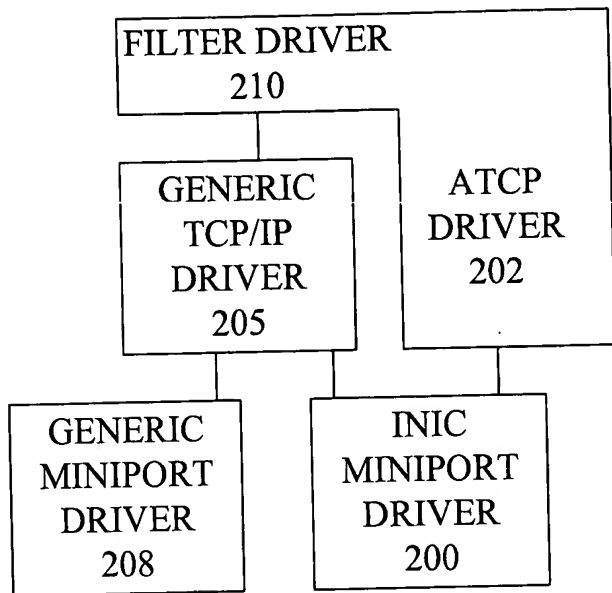 FILTER DRIVER
210
GENERIC
TCP/IP
DRIVER
205
ATCP
DRIVER
202
GENERIC
MINIPORT
DRIVER
208
INIC
MINIPORT
DRIVER
200